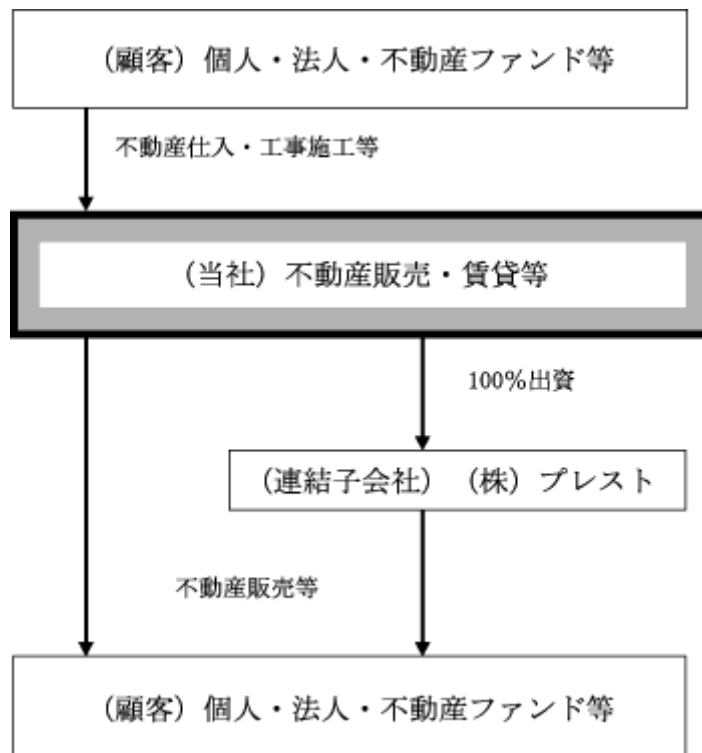 （顧客）個人・法人・不動産ファンド等
不動産仕入・工事施工等
（当社）不動産販売・賃貸等
100％出資
（連結子会社）（株）プレスト
不動産販売等
（顧客）個人・法人・不動産ファンド等